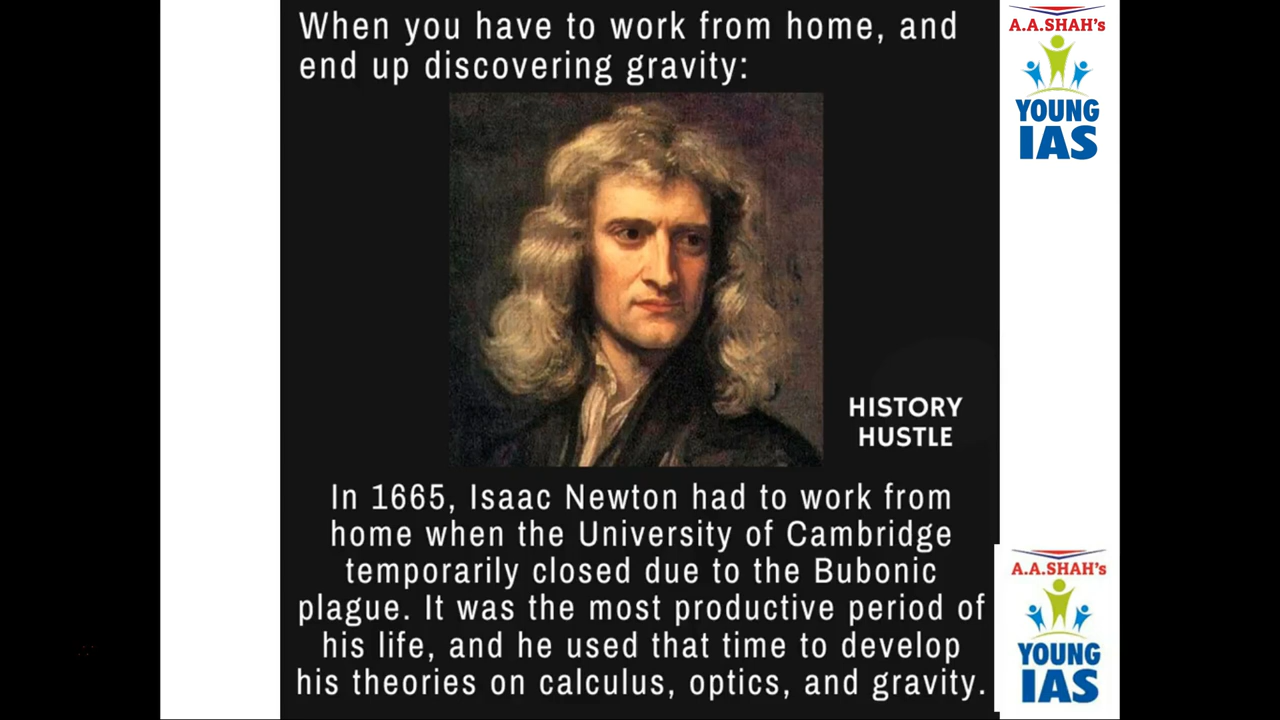 When you have to work from home, and
end up discovering gravity:
HISTORY
HUSTLE
In 1665, Isaac Newton had to work from
home when the University of Cambridge
temporarily closed due to the Bubonic
plague. It was the most productive period of
his life, and he used that time to develop
his theories on calculus, optics, and gravity.
A.A.SHAH's
YOUNG
IAS
A.A.SHAH's
YOUNG
IAS